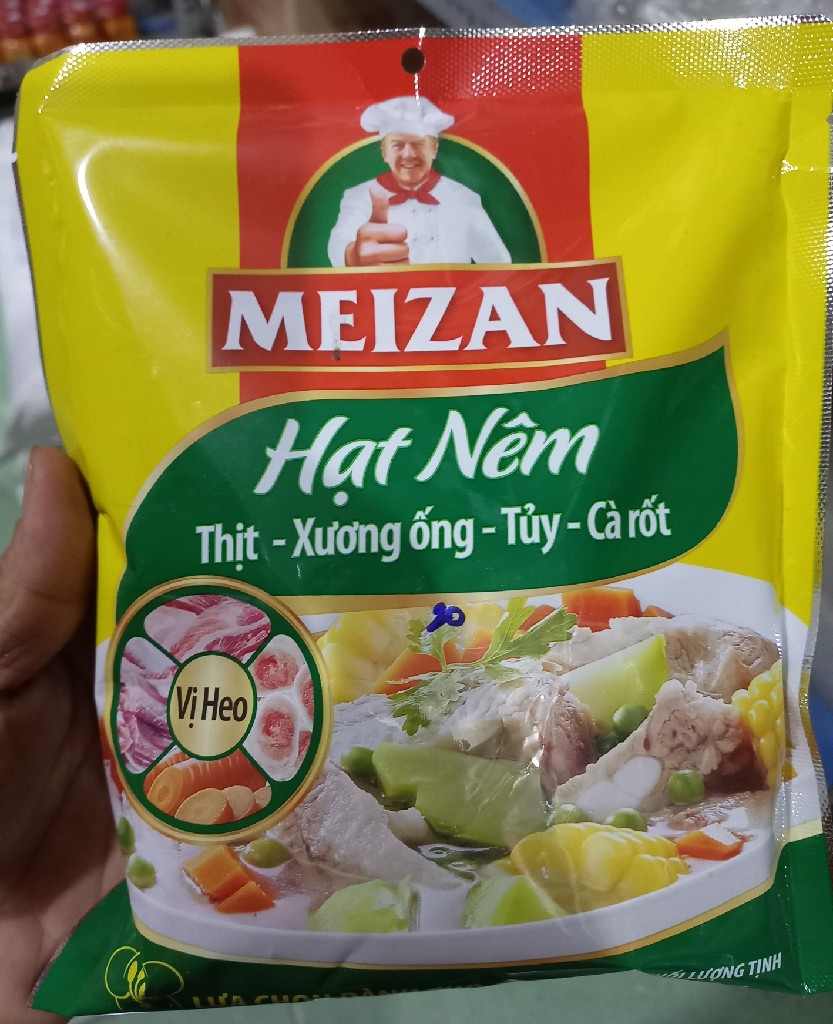 MEIZAN
Hạt Nêm
Thịt - Xương ống - Tủy - Cà rốt
Vị Heo
LƯỢNG TỊNH